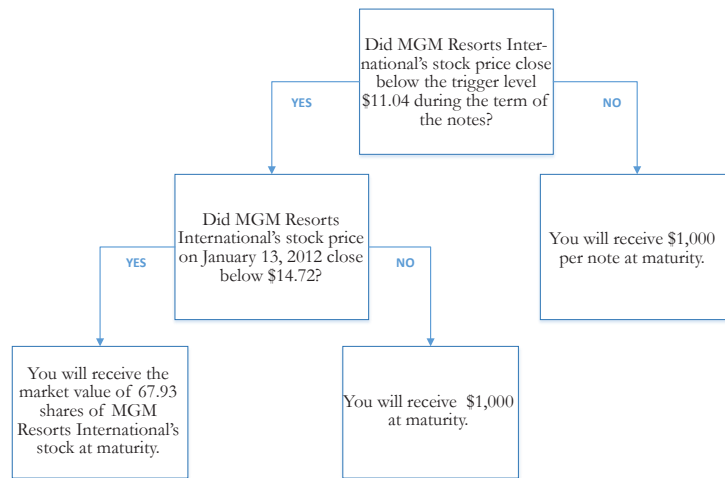 Did MGM Resorts Inter-
national’s stock price close
below the trigger level
$11.04 during the term of
the notes?
YES
NO
Did MGM Resorts
International’s stock price
on January 13, 2012 close
below $14.72?
You will receive $1,000
per note at maturity.
YES
NO
You will receive the
market value of 67.93
shares of MGM
Resorts International’s
stock at maturity.
You will receive $1,000
at maturity.